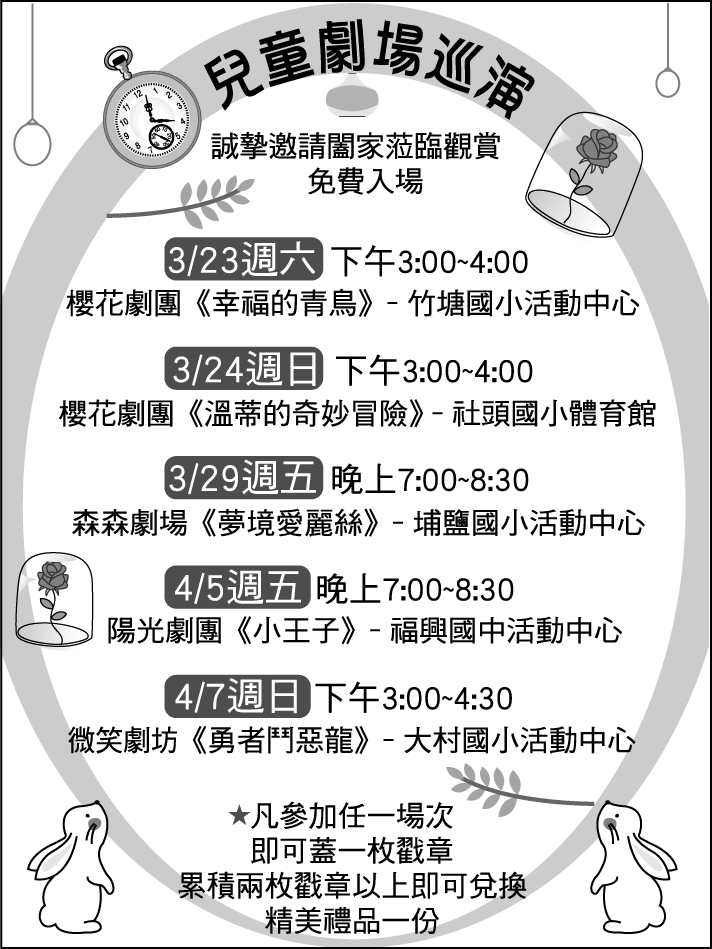 兒童劇場巡演
誠摯邀請闔家蒞臨觀賞
免費入場
3/23週六 下午3:00~4:00
櫻花劇團《幸福的青鳥》- 竹塘國小活動中心
3/24週日 下午3:00~4:00
櫻花劇團《溫蒂的奇妙冒險》- 社頭國小體育館
3/29週五 晚上7:00~8:30
森森劇場《夢境愛麗絲》- 埔鹽國小活動中心
4/5週五 晚上7:00~8:30
陽光劇團《小王子》- 福興國中活動中心
4/7週日 下午3:00~4:30
微笑劇坊《勇者鬥惡龍》- 大村國小活動中心
★凡參加任一場次
即可蓋一枚戳章
累積兩枚戳章以上即可兌換
精美禮品一份